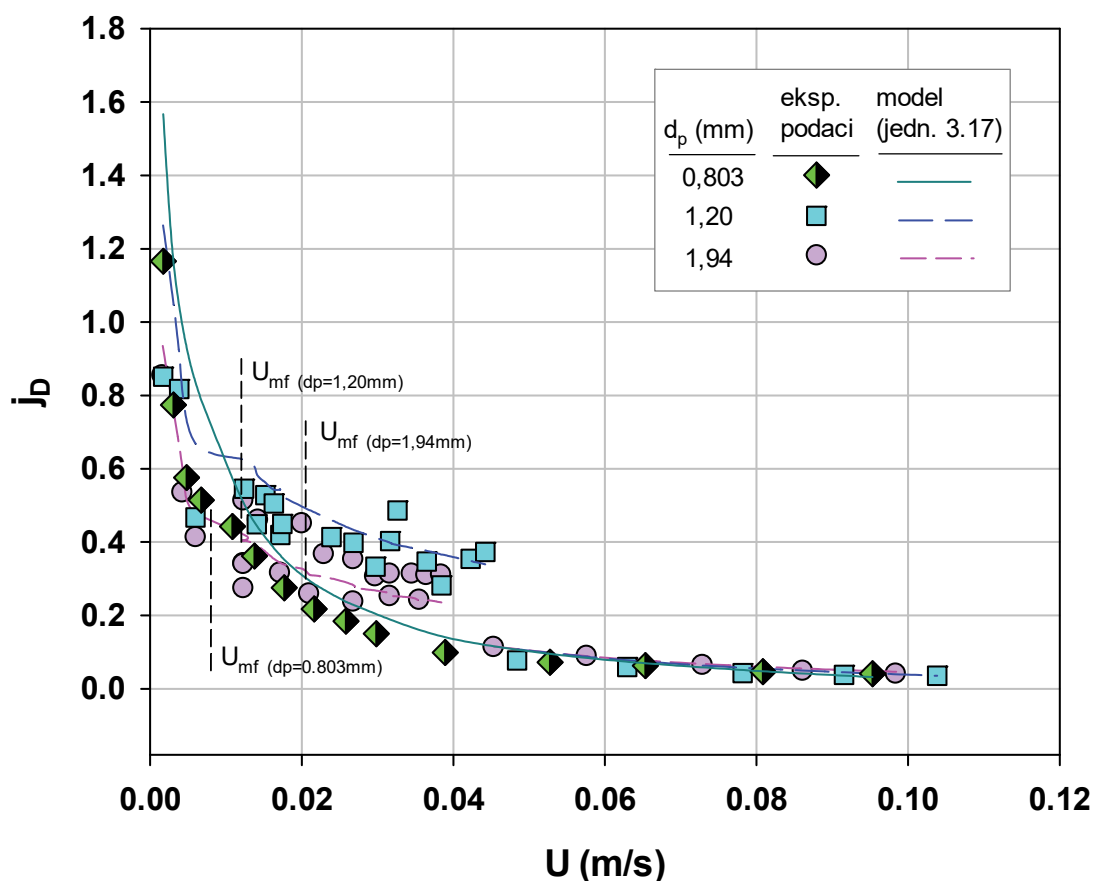 1.8
1.6
1.4
1.2
1.0
0.8
0.6
0.4
0.2
0.0
j_D
eksp. model
d_p (mm) podaci (jedn. 3.17)
0,803
1,20
1,94
U_mf (dp=1,20mm)
U_mf (dp=1,94mm)
U_mf (dp=0.803mm)
0.00 0.02 0.04 0.06 0.08 0.10 0.12
U (m/s)